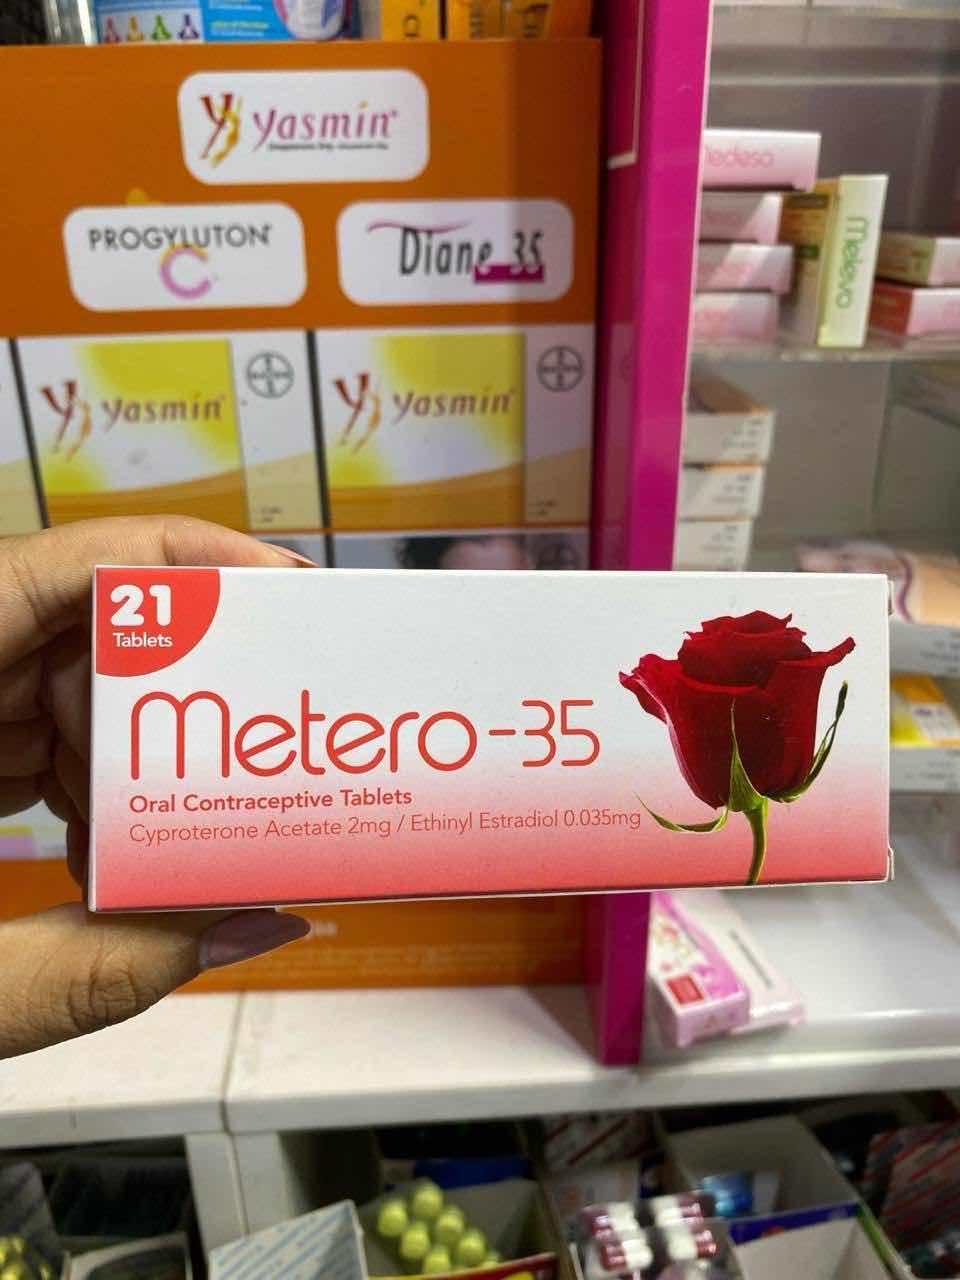 Yasmin®
PROGYLUTON®
Diane 35
Yasmin®
Yasmin®
Meleva
21
Tablets
Metero-35
Oral Contraceptive Tablets
Cyproterone Acetate 2mg / Ethinyl Estradiol 0.035mg